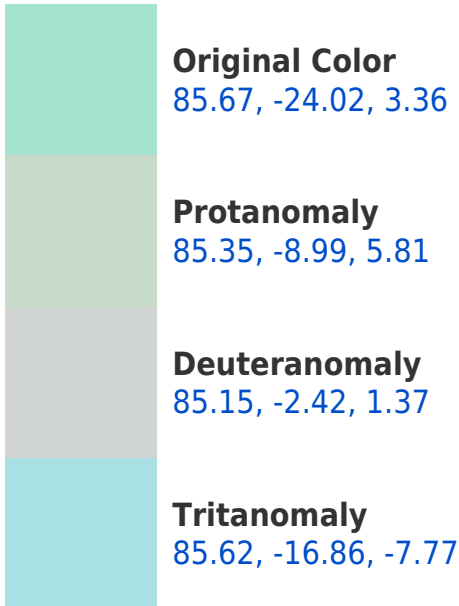 Original Color
85.67, -24.02, 3.36
Protanomaly
85.35, -8.99, 5.81
Deuteranomaly
85.15, -2.42, 1.37
Tritanomaly
85.62, -16.86, -7.77